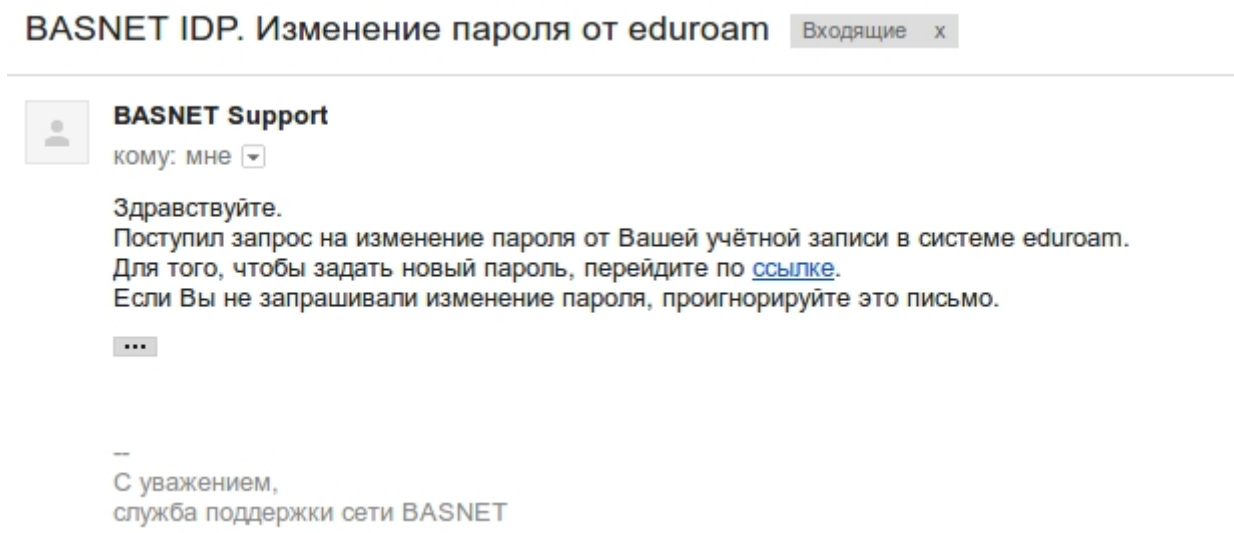 BASNET IDP. Изменение пароля от eduroam Входящие x
BASNET Support
кому: мне
Здравствуйте.
Поступил запрос на изменение пароля от Вашей учётной записи в системе eduroam.
Для того, чтобы задать новый пароль, перейдите по ссылке.
Если Вы не запрашивали изменение пароля, проигнорируйте это письмо.
...
--
С уважением,
служба поддержки сети BASNET